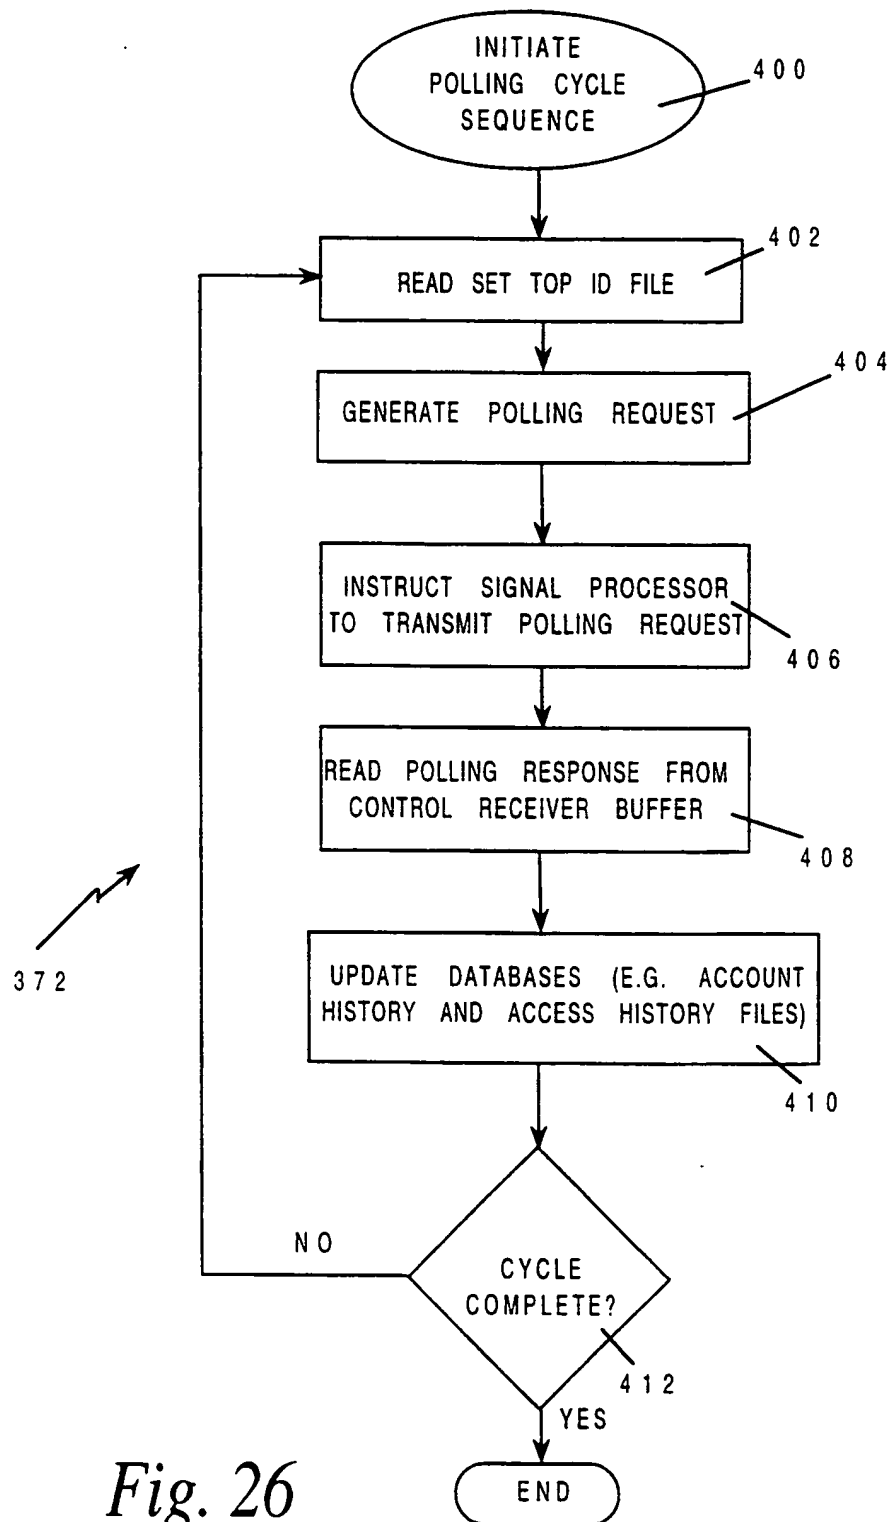 INITIATE
POLLING CYCLE
SEQUENCE
400
402
READ SET TOP ID FILE
404
GENERATE POLLING REQUEST
INSTRUCT SIGNAL PROCESSOR
TO TRANSMIT POLLING REQUEST
406
READ POLLING RESPONSE FROM
CONTROL RECEIVER BUFFER
408
372
UPDATE DATABASES (E.G. ACCOUNT
HISTORY AND ACCESS HISTORY FILES)
410
NO
CYCLE
COMPLETE?
412
YES
END
Fig. 26